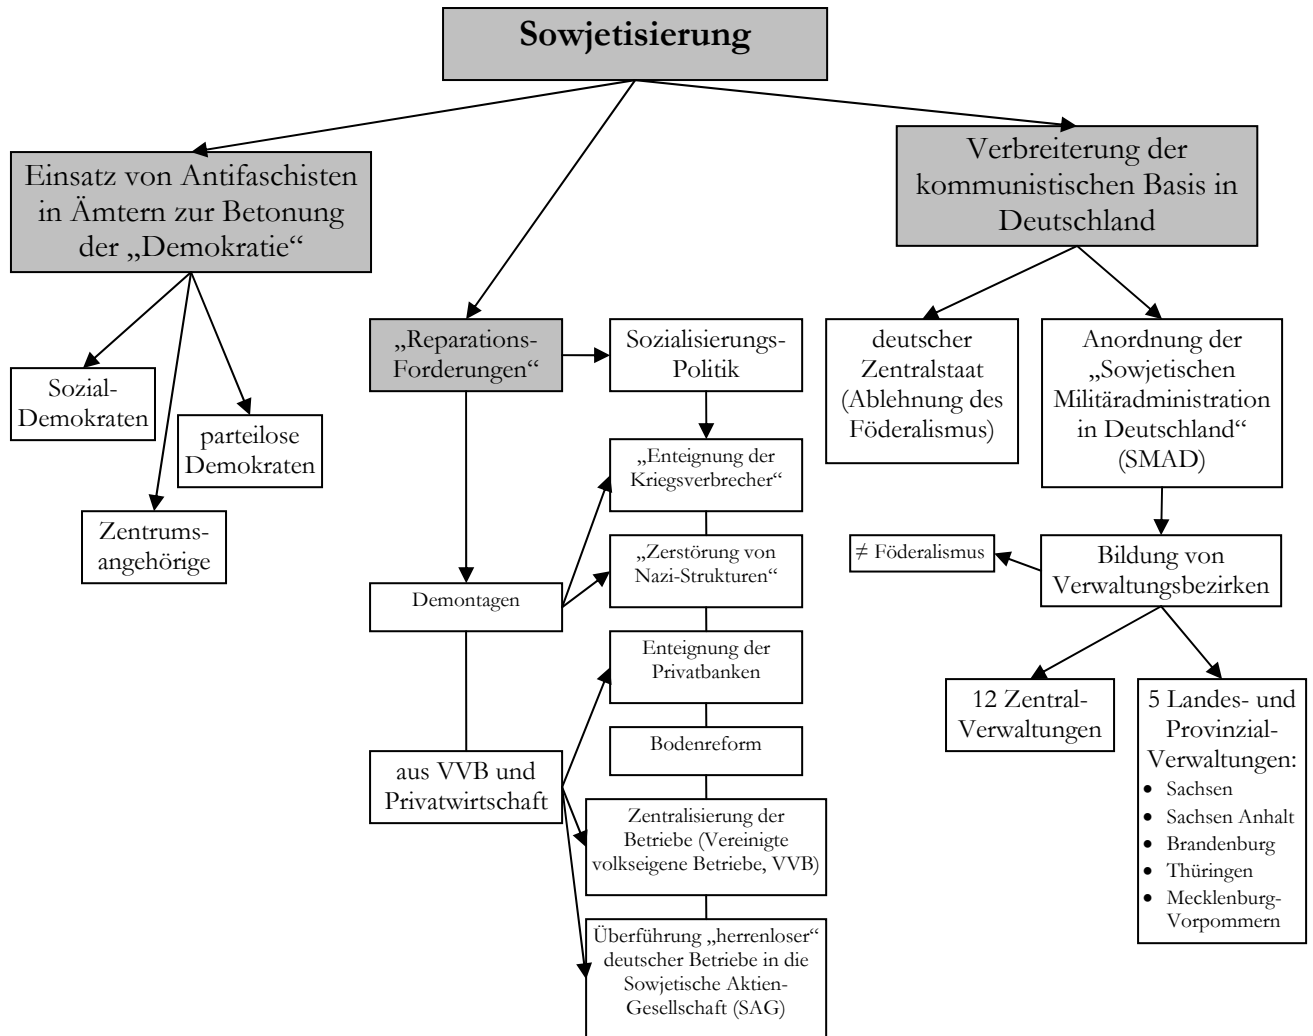 Sowjetisierung
Einsatz von Antifaschisten
in Ämtern zur Betonung
der „Demokratie“
Sozial-
Demokraten
parteilose
Demokraten
Zentrums-
angehörige
„Reparations-
Forderungen“
Demontagen
aus VVB und
Privatwirtschaft
Sozialisierungs-
Politik
„Enteignung der
Kriegsverbrecher“
„Zerstörung von
Nazi-Strukturen“
Enteignung der
Privatbanken
Bodenreform
Zentralisierung der
Betriebe (Vereinigte
volkseigene Betriebe, VVB)
Überführung „herrenloser“
deutscher Betriebe in die
Sowjetische Aktien-
Gesellschaft (SAG)
Verbreiterung der
kommunistischen Basis in
Deutschland
deutscher
Zentralstaat
(Ablehnung des
Föderalismus)
Anordnung der
„Sowjetischen
Militäradministration
in Deutschland“
(SMAD)
≠ Föderalismus
Bildung von
Verwaltungsbezirken
12 Zentral-
Verwaltungen
5 Landes- und
Provinzial-
Verwaltungen:
• Sachsen
• Sachsen Anhalt
• Brandenburg
• Thüringen
• Mecklenburg-
Vorpommern